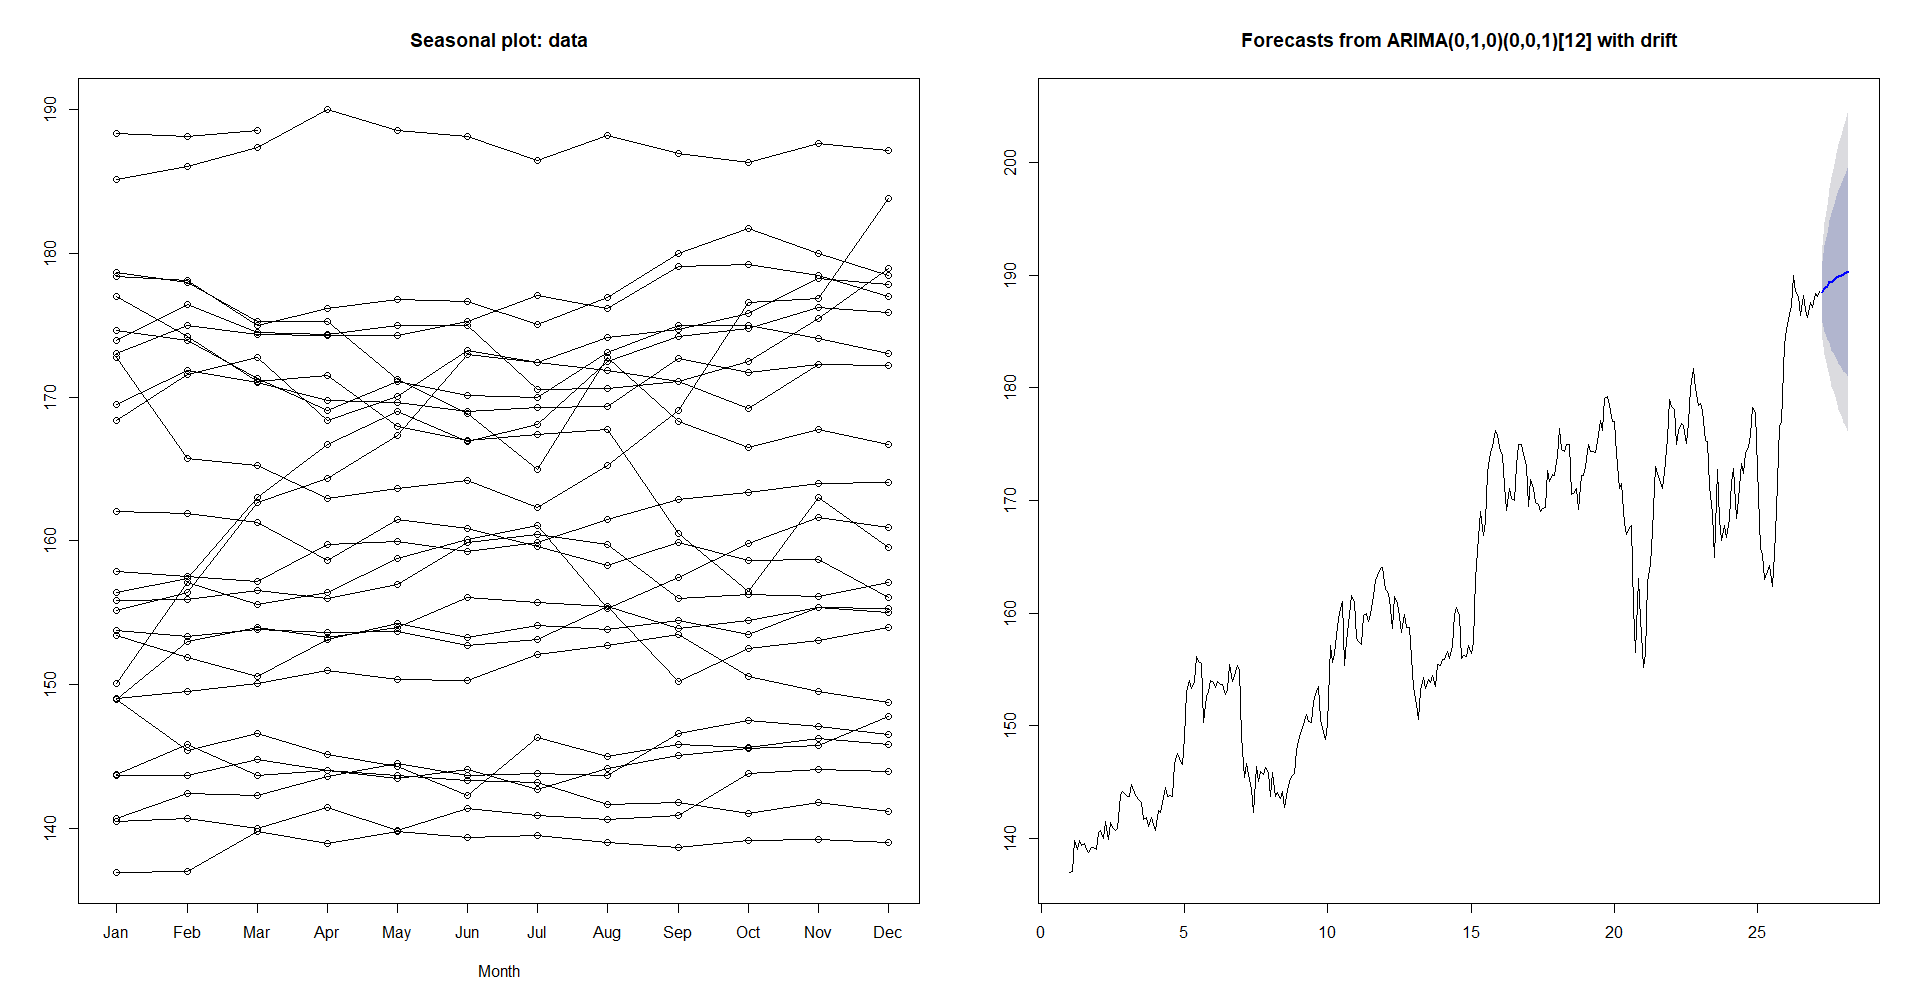 Seasonal plot: data
190
180
170
160
150
140
Jan Feb Mar Apr May Jun Jul Aug Sep Oct Nov Dec
Month
Forecasts from ARIMA(0,1,0)(0,0,1)[12] with drift
200
190
180
170
160
150
140
0 5 10 15 20 25